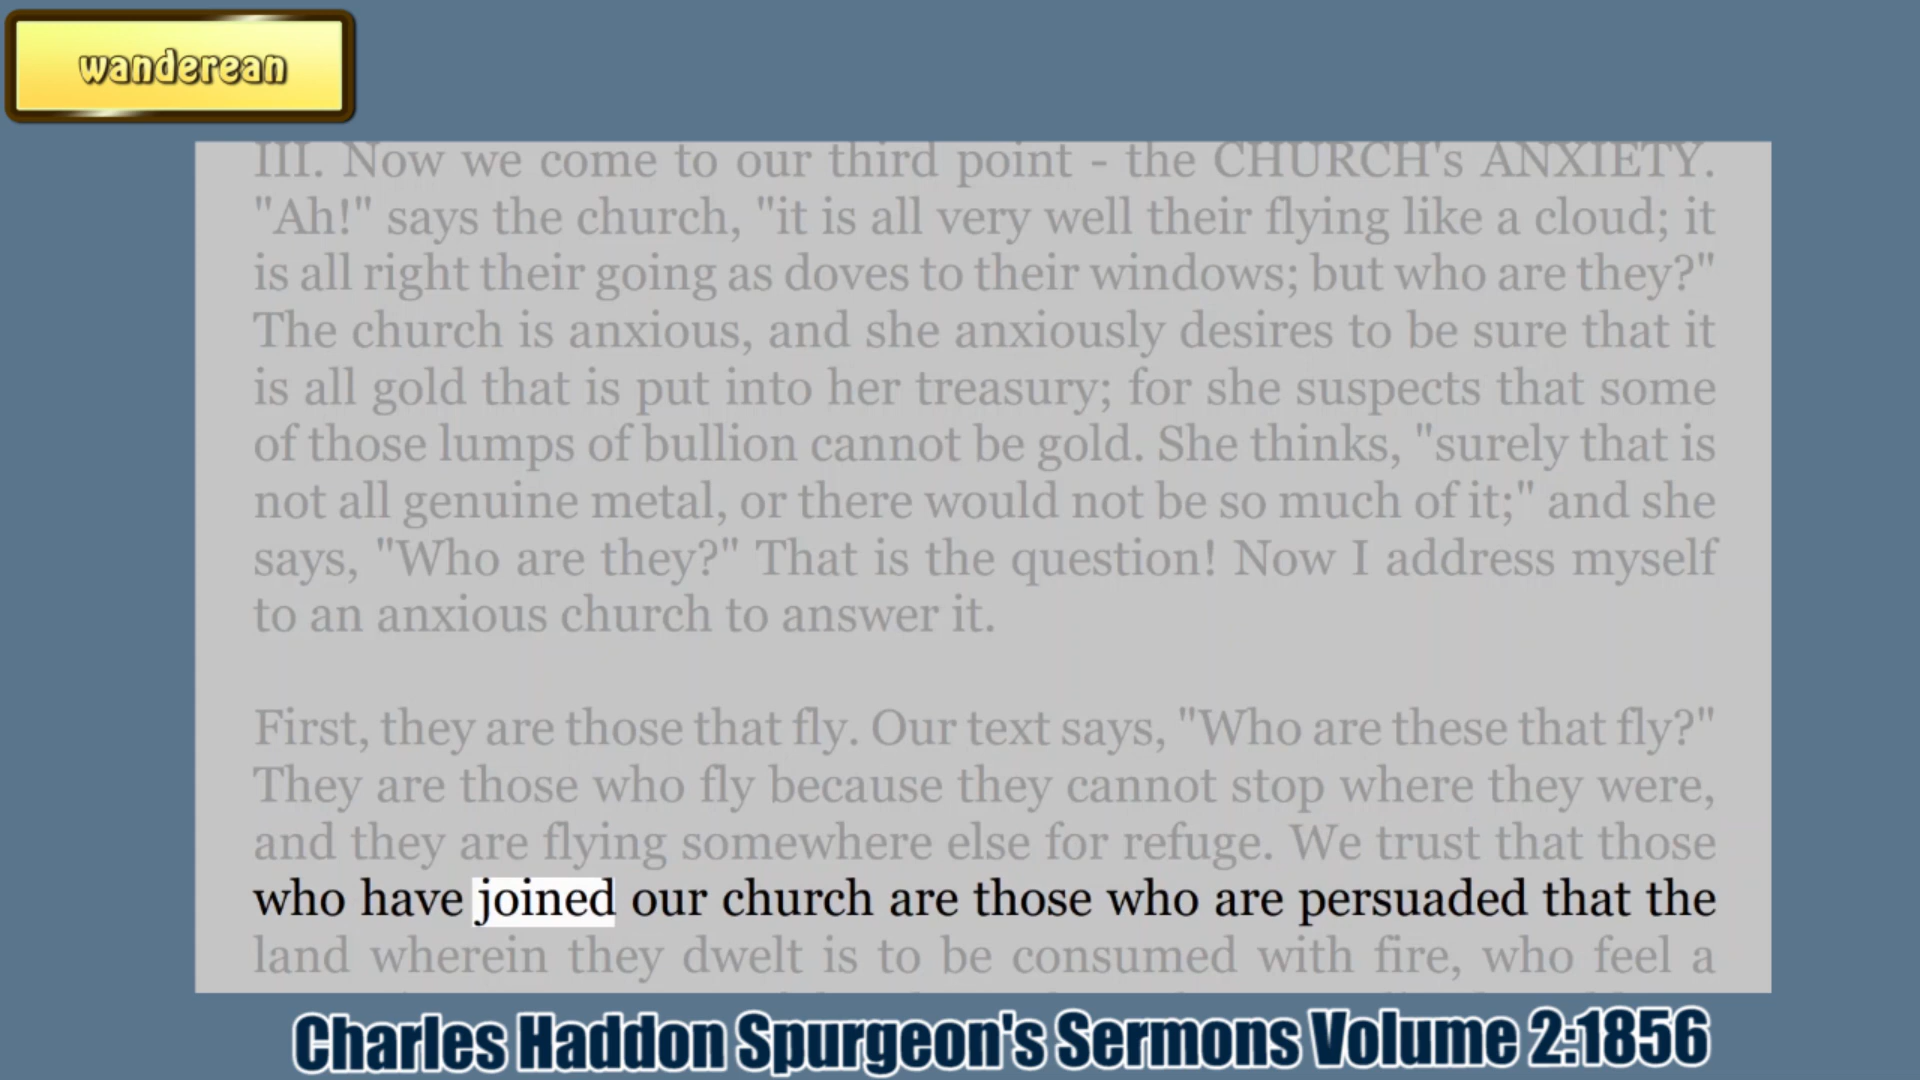 wanderean
III. Now we come to our third point - the CHURCH's ANXIETY.
"Ah!" says the church, "it is all very well their flying like a cloud; it
is all right their going as doves to their windows; but who are they?"
The church is anxious, and she anxiously desires to be sure that it
is all gold that is put into her treasury; for she suspects that some
of those lumps of bullion cannot be gold. She thinks, "surely that is
not all genuine metal, or there would not be so much of it;" and she
says, "Who are they?" That is the question! Now I address myself
to an anxious church to answer it.
First, they are those that fly. Our text says, "Who are these that fly?"
They are those who fly because they cannot stop where they were,
and they are flying somewhere else for refuge. We trust that those
who have joined our church are those who are persuaded that the
land wherein they dwelt is to be consumed with fire, who feel a
Charles Haddon Spurgeon's Sermons Volume 2:1856